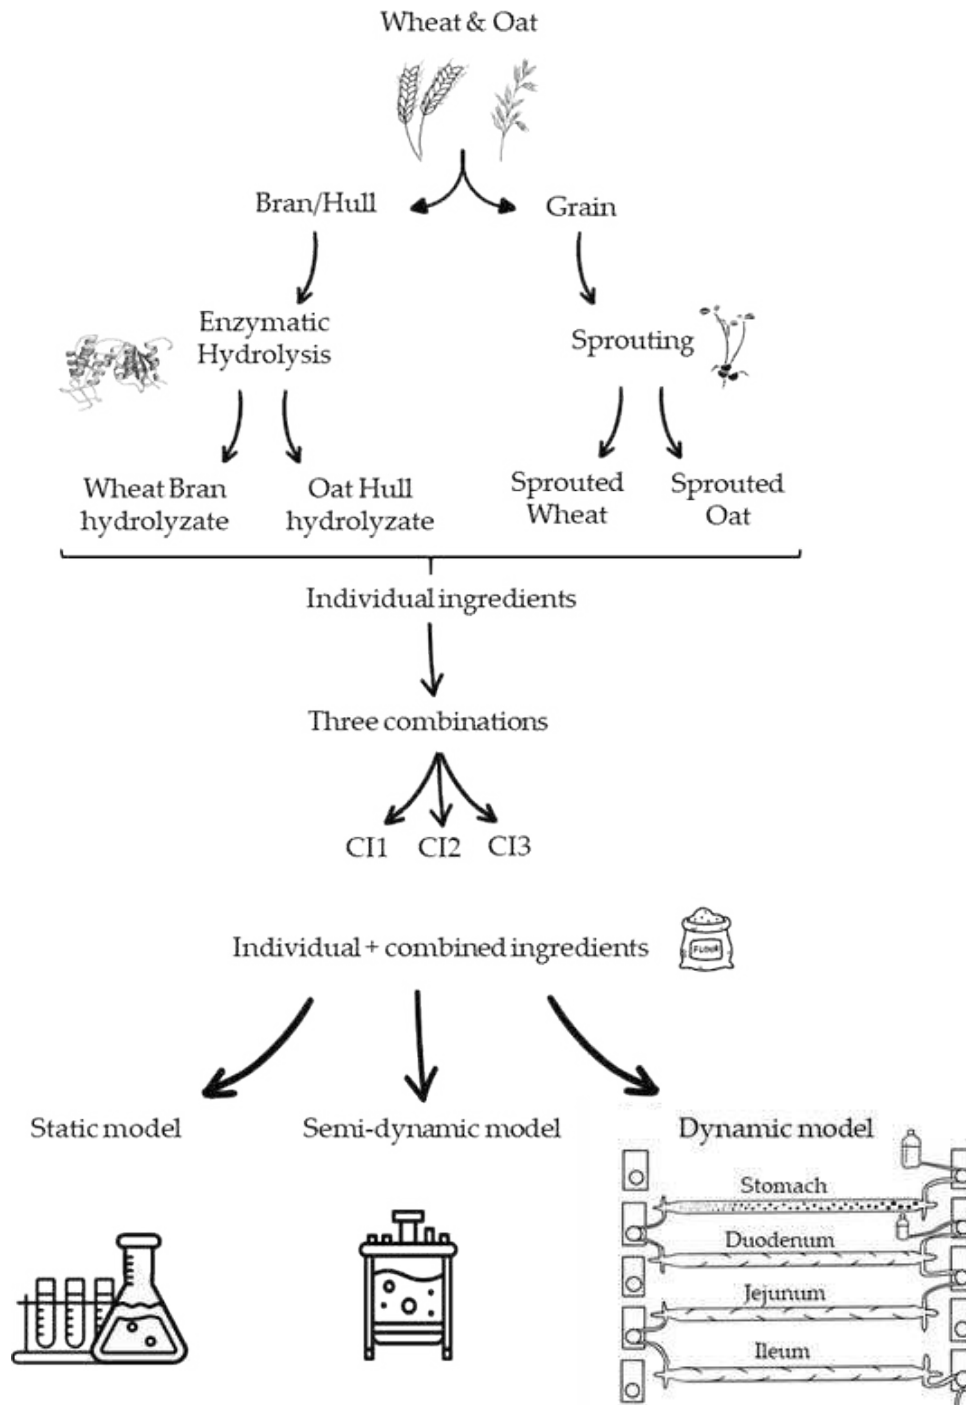 Wheat & Oat
Bran/Hull
Grain
Enzymatic
Hydrolysis
Sprouting
Wheat Bran
hydrolyzate
Oat Hull
hydrolyzate
Sprouted
Wheat
Sprouted
Oat
Individual ingredients
Three combinations
CI1 CI2 CI3
Individual + combined ingredients
FLOUR
Static model
Semi-dynamic model
Dynamic model
Stomach
Duodenum
Jejunum
Ileum